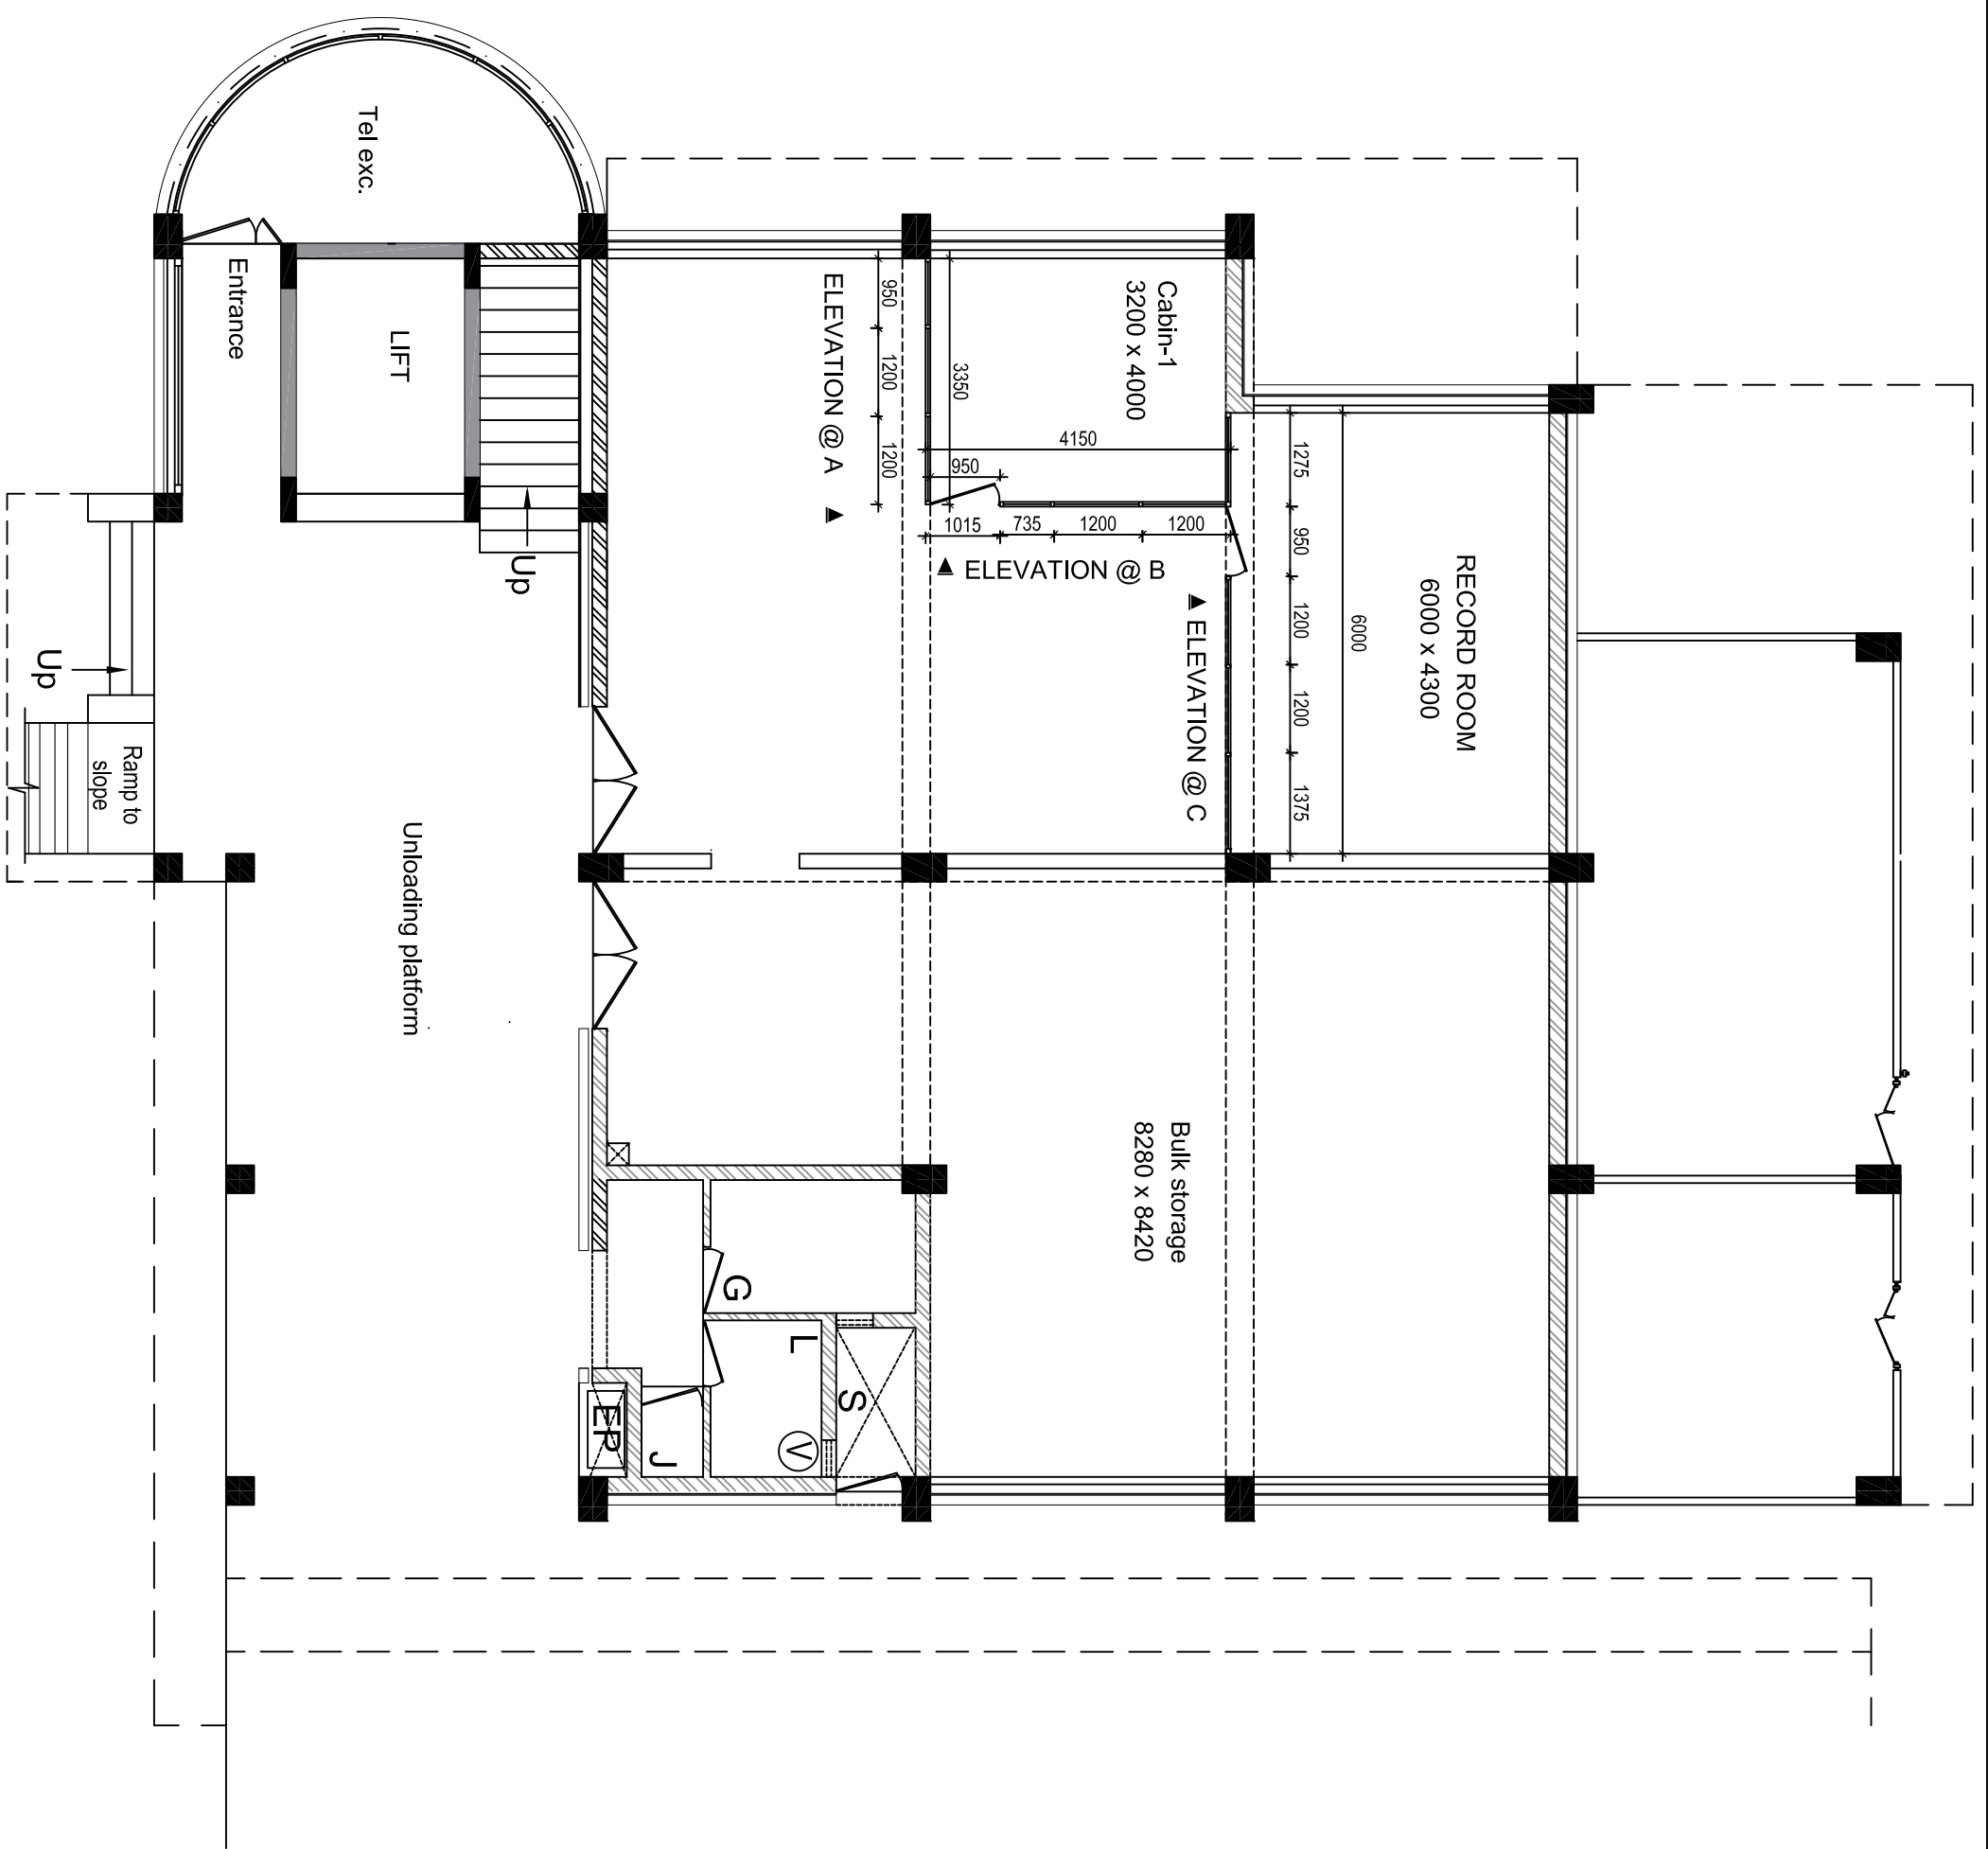 Tel exc.
Entrance
LIFT
Up
Up
Ramp to
slope
Unloading platform
ELEVATION @ A
950
1200
1200
3350
Cabin-1
3200 x 4000
4150
950
1015
735
1200
1200
ELEVATION @ B
ELEVATION @ C
1275
950
1200
1200
1375
6000
RECORD ROOM
6000 x 4300
Bulk storage
8280 x 8420
G
L
S
V
J
EP